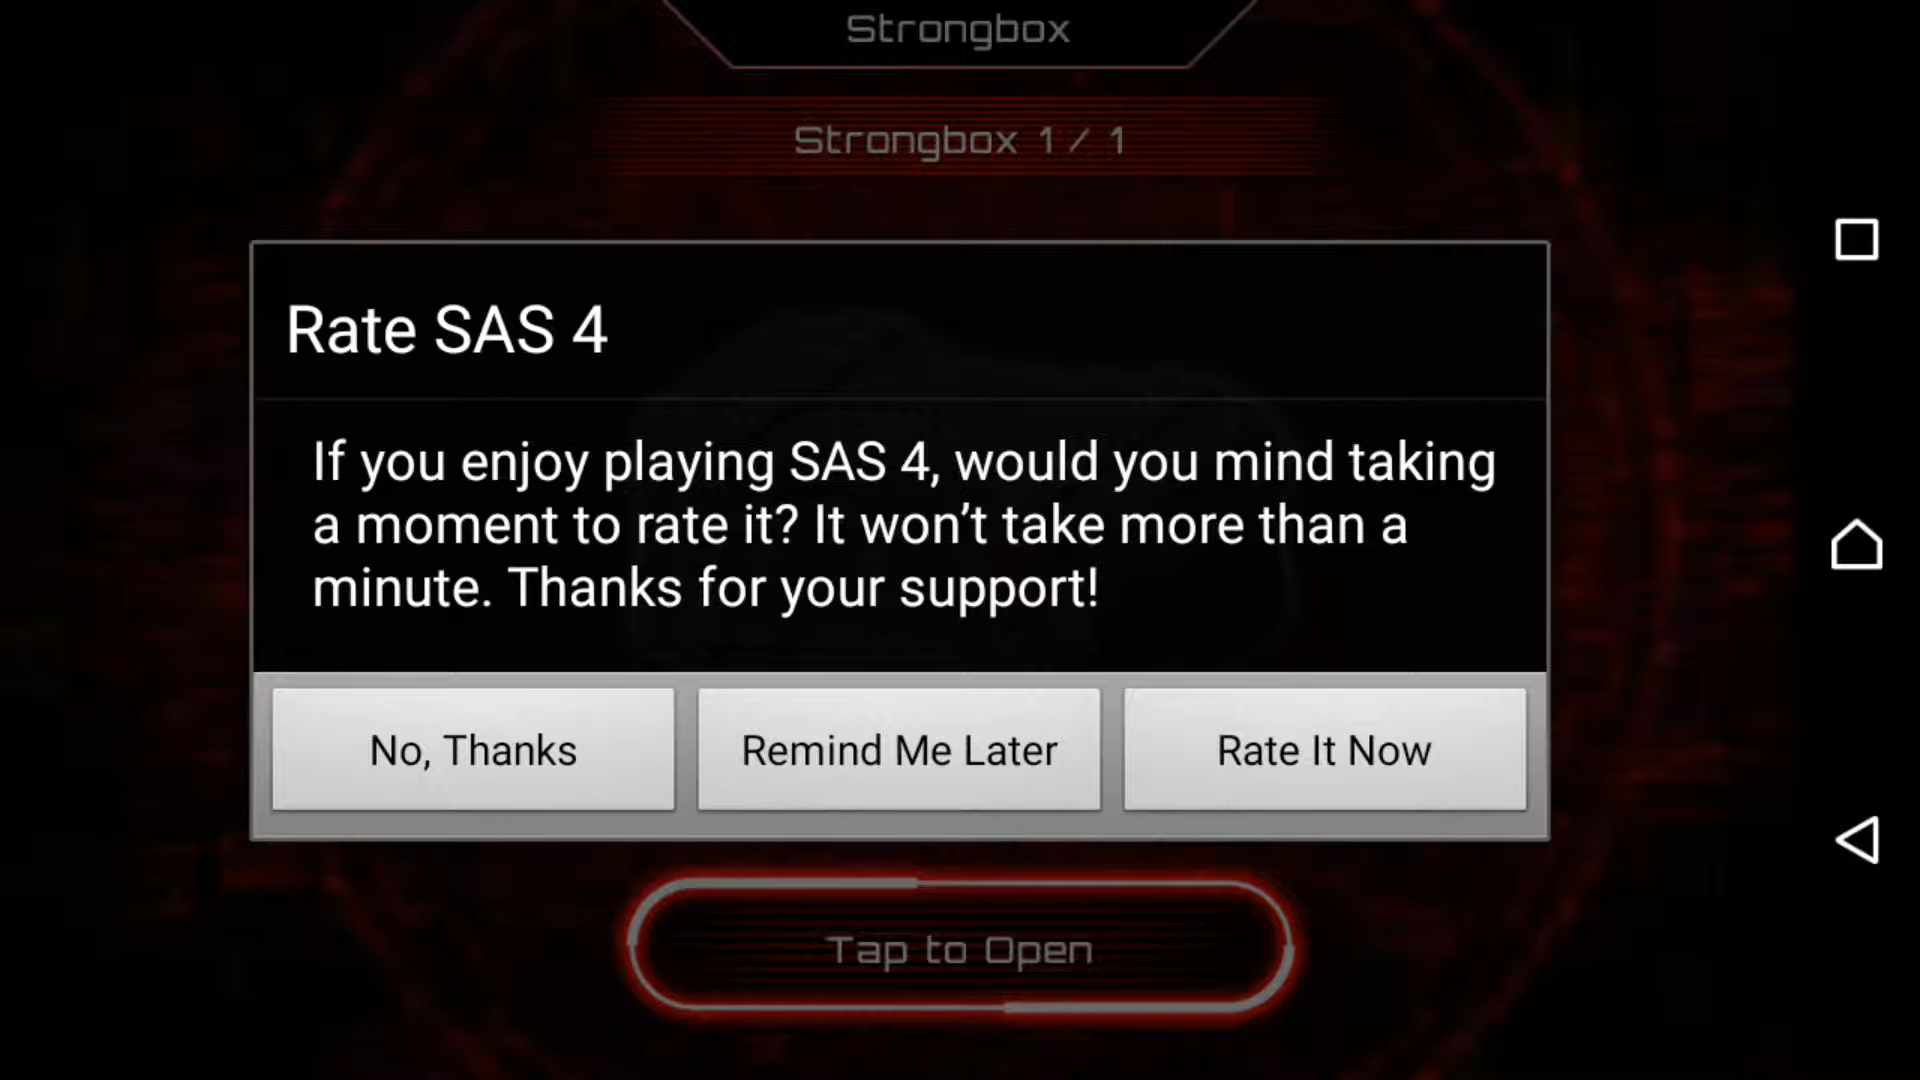 Strongbox
Strongbox 1 / 1
Rate SAS 4
If you enjoy playing SAS 4, would you mind taking
a moment to rate it? It won’t take more than a
minute. Thanks for your support!
No, Thanks
Remind Me Later
Rate It Now
Tap to Open